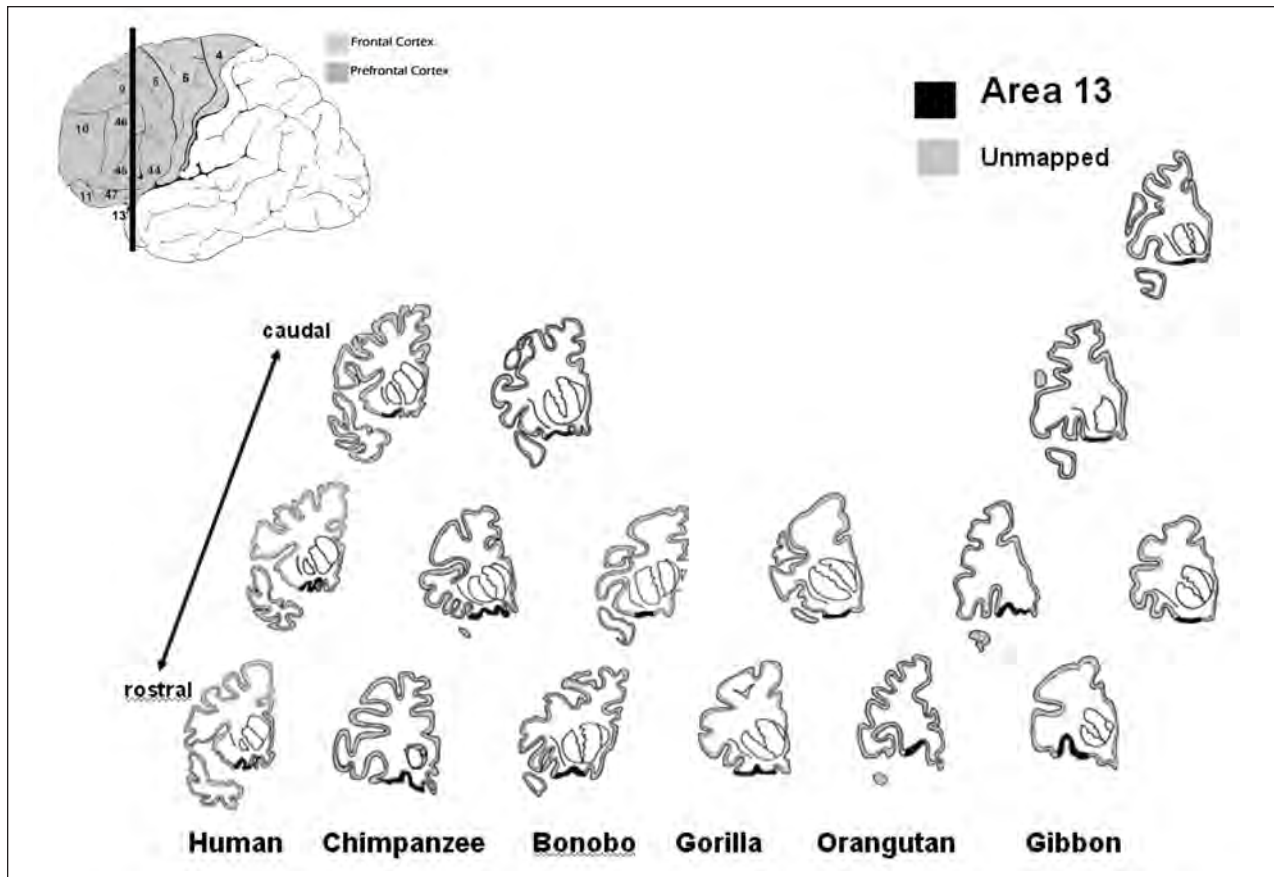 Frontal Cortex
Prefrontal Cortex
4
6
8
9
46
10
45
44
11
47
13
Area 13
Unmapped
caudal
rostral
Human Chimpanzee Bonobo Gorilla Orangutan Gibbon